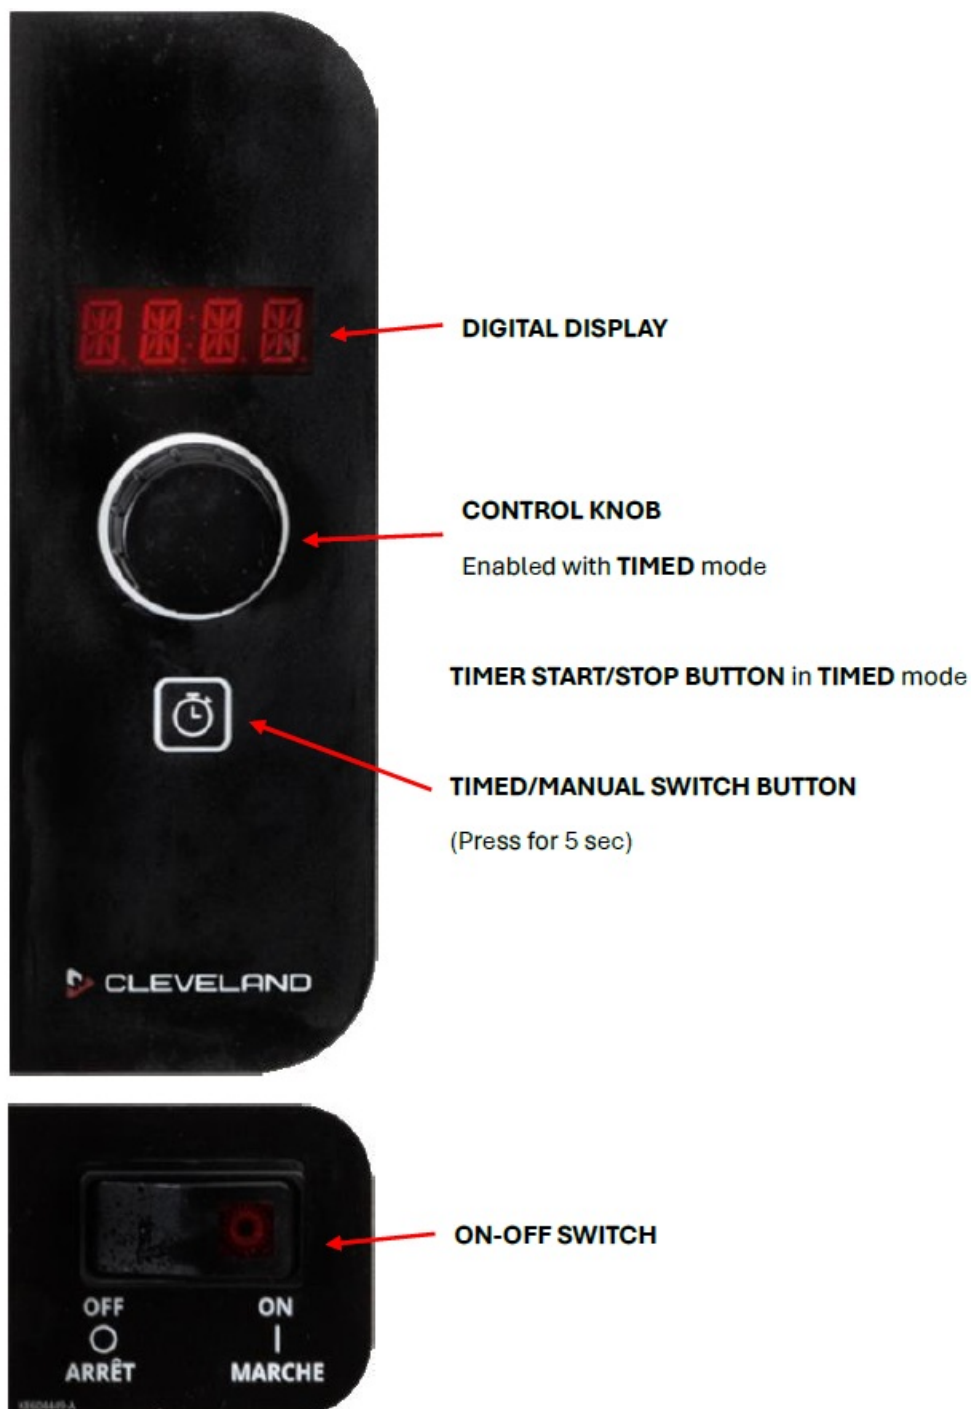 DIGITAL DISPLAY
CONTROL KNOB
Enabled with TIMED mode
TIMER START/STOP BUTTON in TIMED mode
TIMED/MANUAL SWITCH BUTTON
(Press for 5 sec)
CLEVELAND
ON-OFF SWITCH
OFF ON
ARRÊT MARCHE